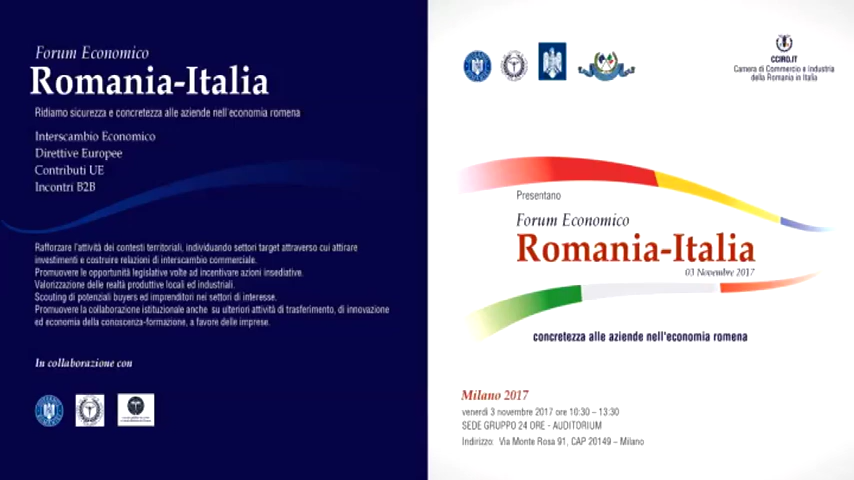 Forum Economico
Romania-Italia
Ridiamo sicurezza e concretezza alle aziende nell'economia romena
Interscambio Economico
Direttive Europee
Contributi UE
Incontri B2B
Rafforzare l'attività dei contesti territoriali, individuando settori target attraverso cui attirare
investimenti e costruire relazioni di interscambio commerciale.
Promuovere le opportunità legislative volte ad incentivare azioni insediative.
Valorizzazione delle realtà produttive locali ed industriali.
Scouting di potenziali buyers ed imprenditori nei settori di interesse.
Promuovere la collaborazione istituzionale anche su ulteriori attività di trasferimento, di innovazione
ed economia della conoscenza-formazione, a favore delle imprese.
In collaborazione con
CCIRO.IT
Camera di Commercio e Industria
della Romania in Italia
Presentano
Forum Economico
Romania-Italia
03 Novembre 2017
concretezza alle aziende nell'economia romena
Milano 2017
venerdì 3 novembre 2017 ore 10:30 – 13:30
SEDE GRUPPO 24 ORE - AUDITORIUM
Indirizzo: Via Monte Rosa 91, CAP 20149 – Milano